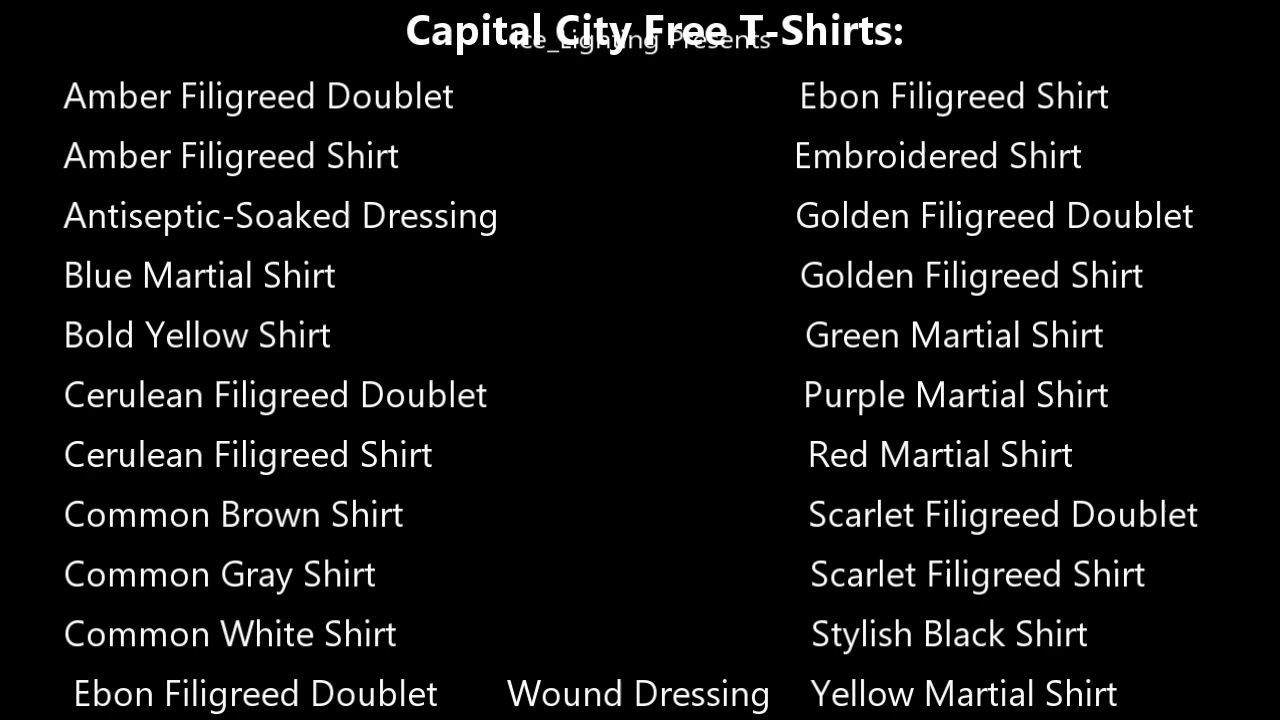 Capital City Free T-Shirts:
Ice_Lighting Presents
Amber Filigreed Doublet
Amber Filigreed Shirt
Antiseptic-Soaked Dressing
Blue Martial Shirt
Bold Yellow Shirt
Cerulean Filigreed Doublet
Cerulean Filigreed Shirt
Common Brown Shirt
Common Gray Shirt
Common White Shirt
Ebon Filigreed Doublet
Wound Dressing
Ebon Filigreed Shirt
Embroidered Shirt
Golden Filigreed Doublet
Golden Filigreed Shirt
Green Martial Shirt
Purple Martial Shirt
Red Martial Shirt
Scarlet Filigreed Doublet
Scarlet Filigreed Shirt
Stylish Black Shirt
Yellow Martial Shirt